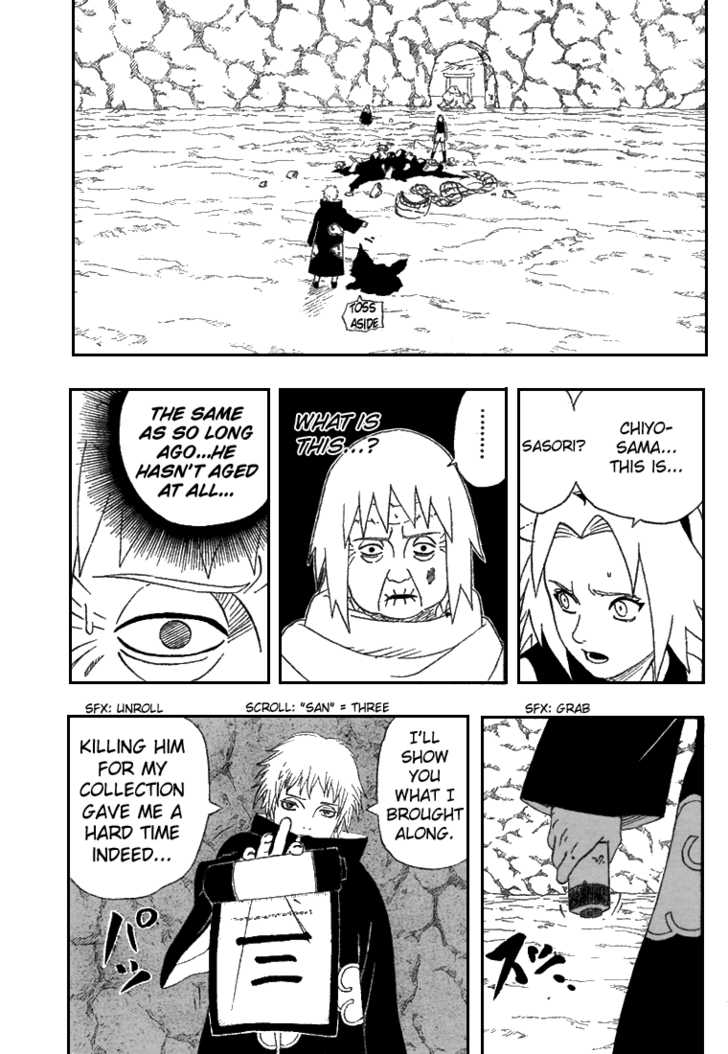 TOSS
ASIDE
CHIYO-
SAMA...
THIS IS...
SASORI?
.........
WHAT IS
THIS...?
THE SAME
AS SO LONG
AGO...HE
HASN'T AGED
AT ALL...
SFX: GRAB
ズッ..
SFX: UNROLL
SCROLL: "SAN" = THREE
I'LL
SHOW
YOU
WHAT I
BROUGHT
ALONG.
KILLING HIM
FOR MY
COLLECTION
GAVE ME A
HARD TIME
INDEED...
三
パッ